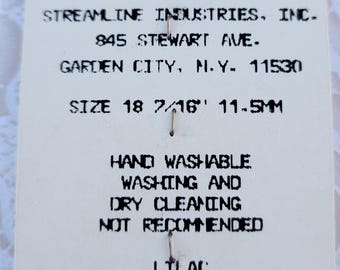 STREAMLINE INDUSTRIES, INC.
845 STEWART AVE.
GARDEN CITY, N.Y. 11530
SIZE 18 7/16" 11.5MM
HAND WASHABLE
WASHING AND
DRY CLEANING
NOT RECOMMENDED
LILAC